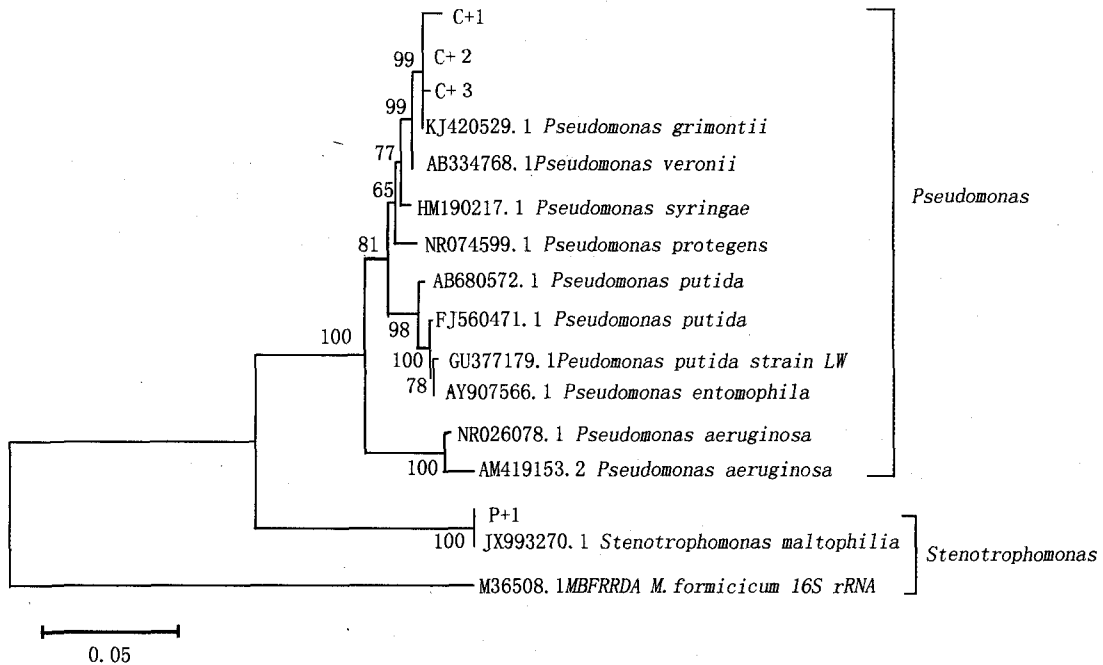 C+1
99
C+ 2
C+ 3
99
KJ420529. 1 Pseudomonas grimontii
77
AB334768. 1Pseudomonas veronii
65
Pseudomonas
HM190217. 1 Pseudomonas syringae
81
NR074599. 1 Pseudomonas protegens
AB680572. 1 Pseudomonas putida
FJ560471. 1 Pseudomonas putida
98
100
100
GU377179. 1Peudomonas putida strain LW
78
AY907566. 1 Pseudomonas entomophila
NR026078. 1 Pseudomonas aeruginosa
100
AM419153. 2 Pseudomonas aeruginosa
P+1
100
JX993270. 1 Stenotrophomonas maltophilia
Stenotrophomonas
M36508. 1MBFRRDA M. formicicum 16S rRNA
0. 05